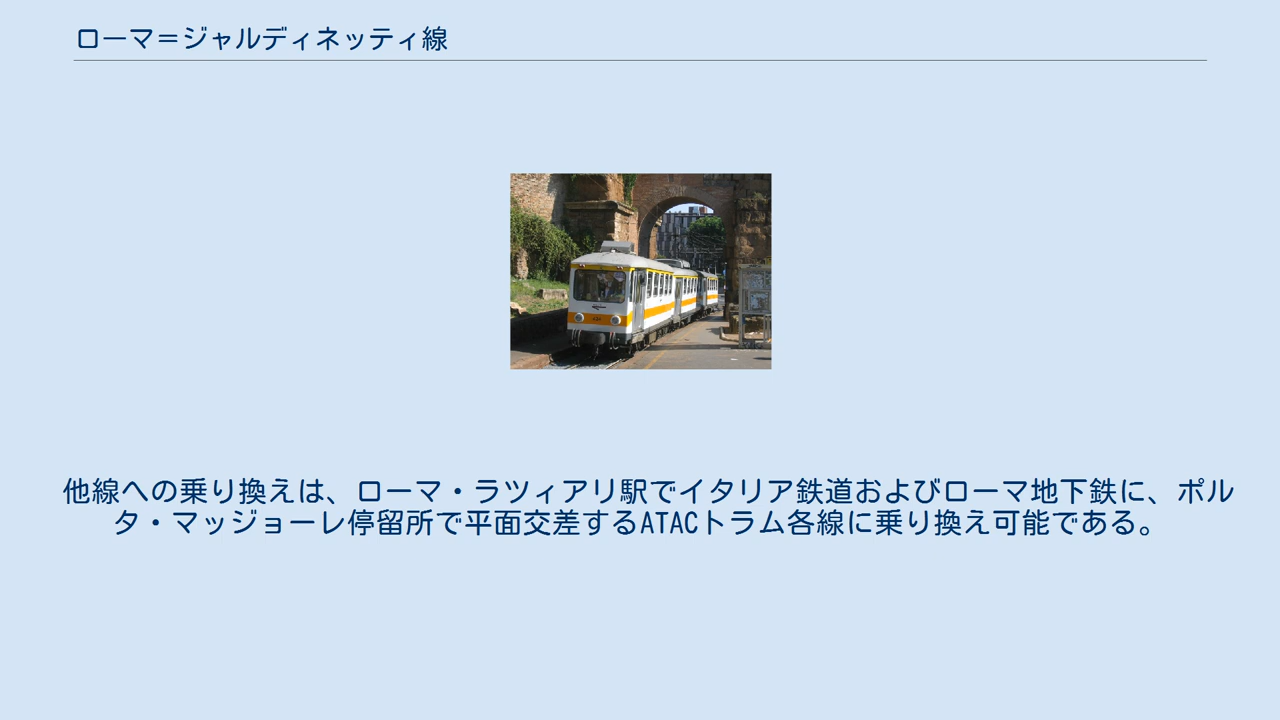 ローマ＝ジャルディネッティ線
他線への乗り換えは、ローマ・ラツィアリ駅でイタリア鉄道およびローマ地下鉄に、ポル
タ・マッジョーレ停留所で平面交差するATACトラム各線に乗り換え可能である。